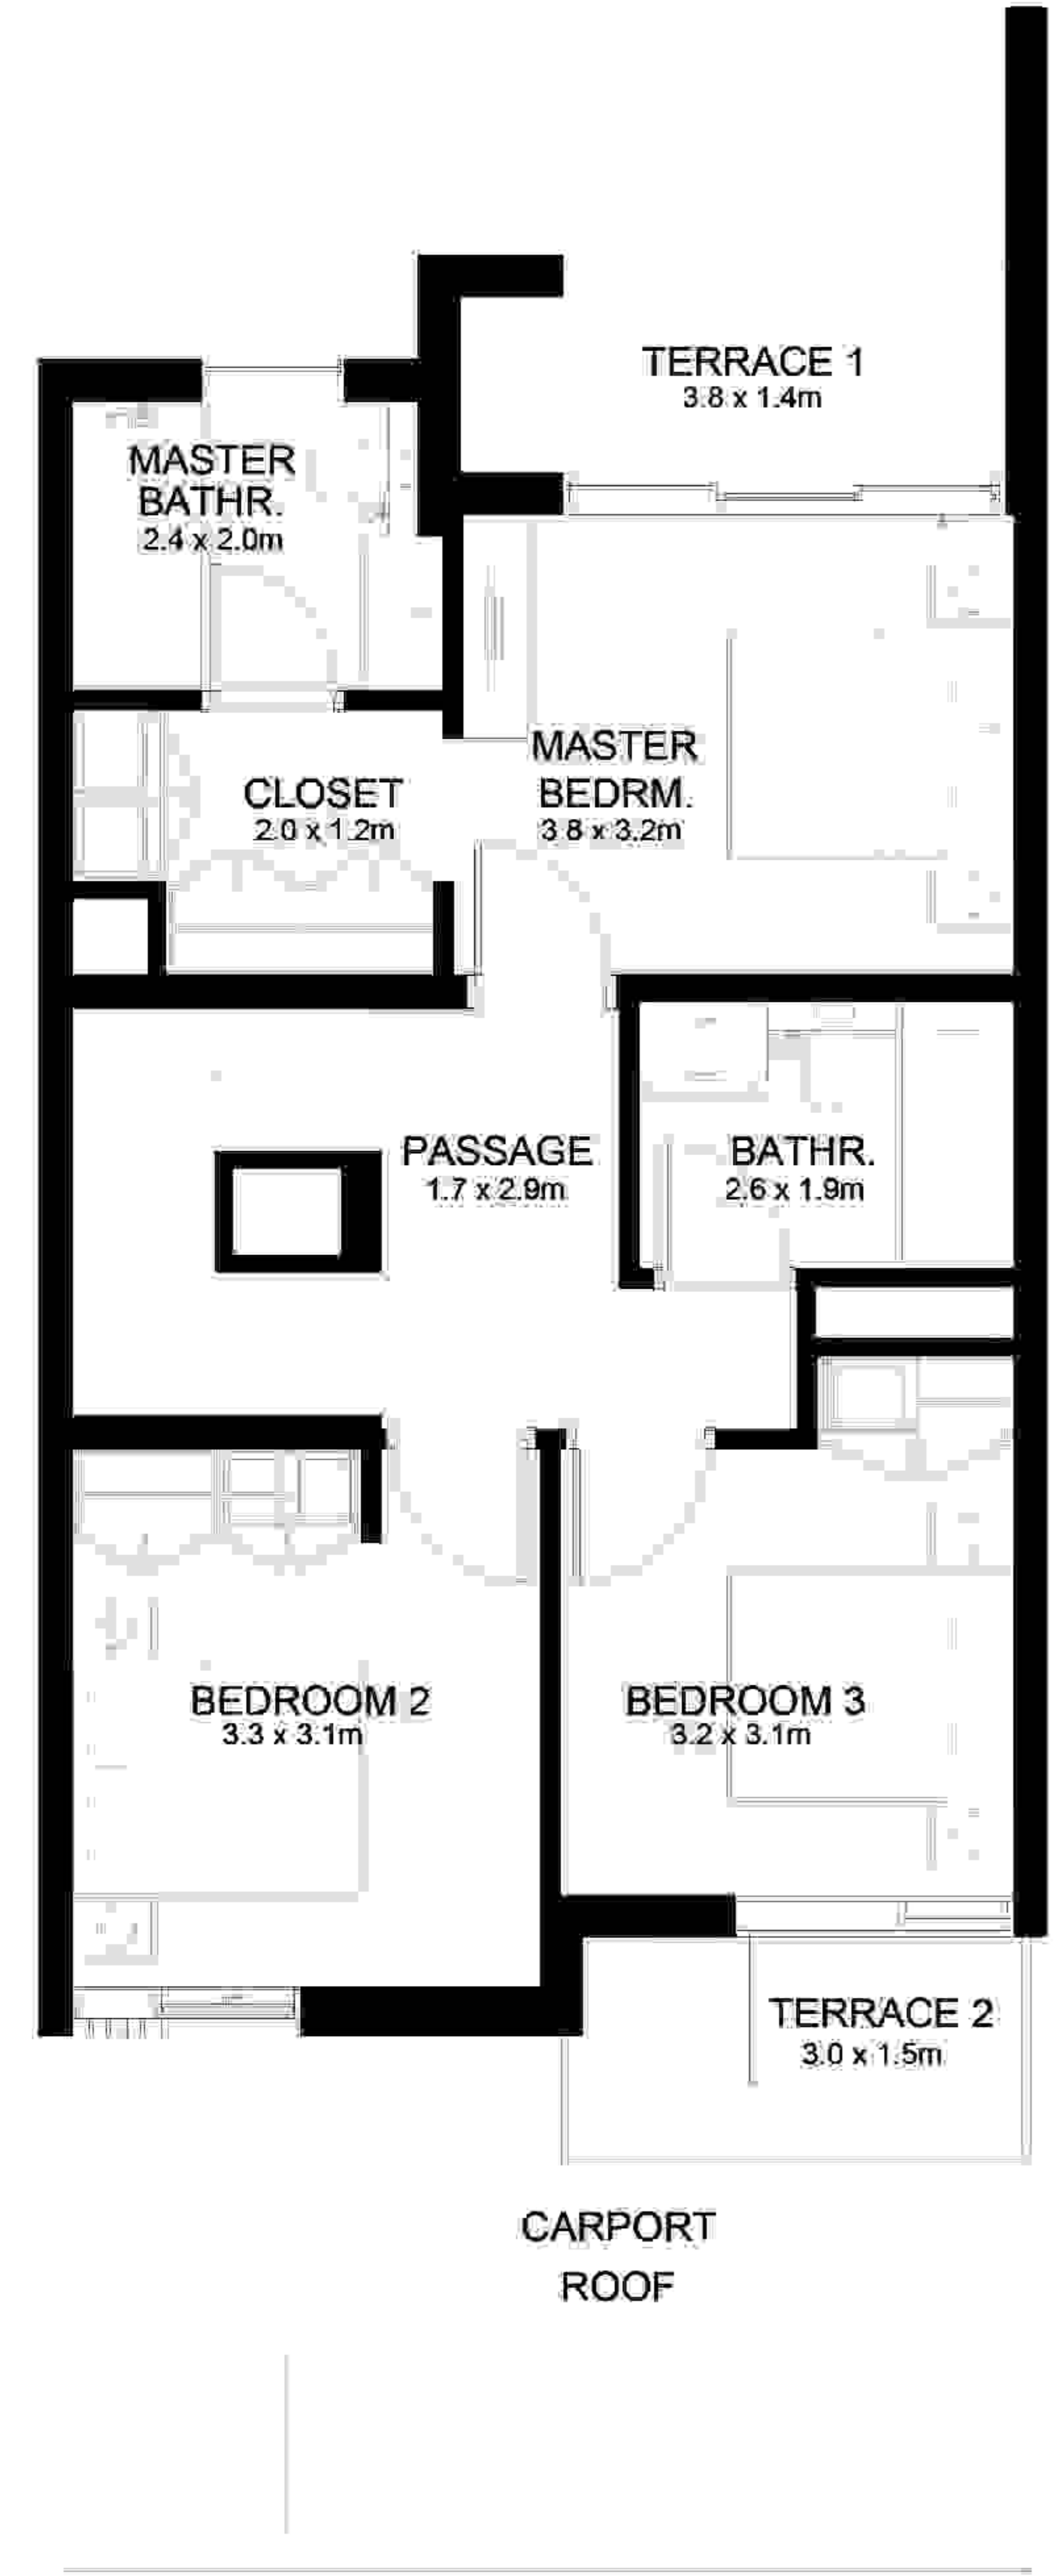 TERRACE 1
3.8 x 1.4m
MASTER
BATHR.
2.4 x 2.0m
MASTER
BEDRM.
3.8 x 3.2m
CLOSET
2.0 x 1.2m
PASSAGE
1.7 x 2.9m
BATHR.
2.6 x 1.9m
BEDROOM 2
3.3 x 3.1m
BEDROOM 3
3.2 x 3.1m
TERRACE 2
3.0 x 1.5m
CARPORT
ROOF